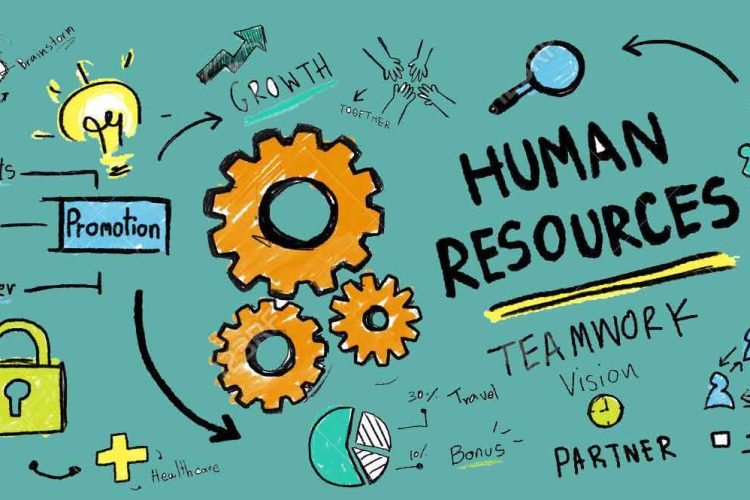 Brainstorm
GROWTH
TOGETHER
HUMAN
RESOURCES
Promotion
TEAMWORK
Vision
30% Travel
10% Bonus
PARTNER
Healthcare